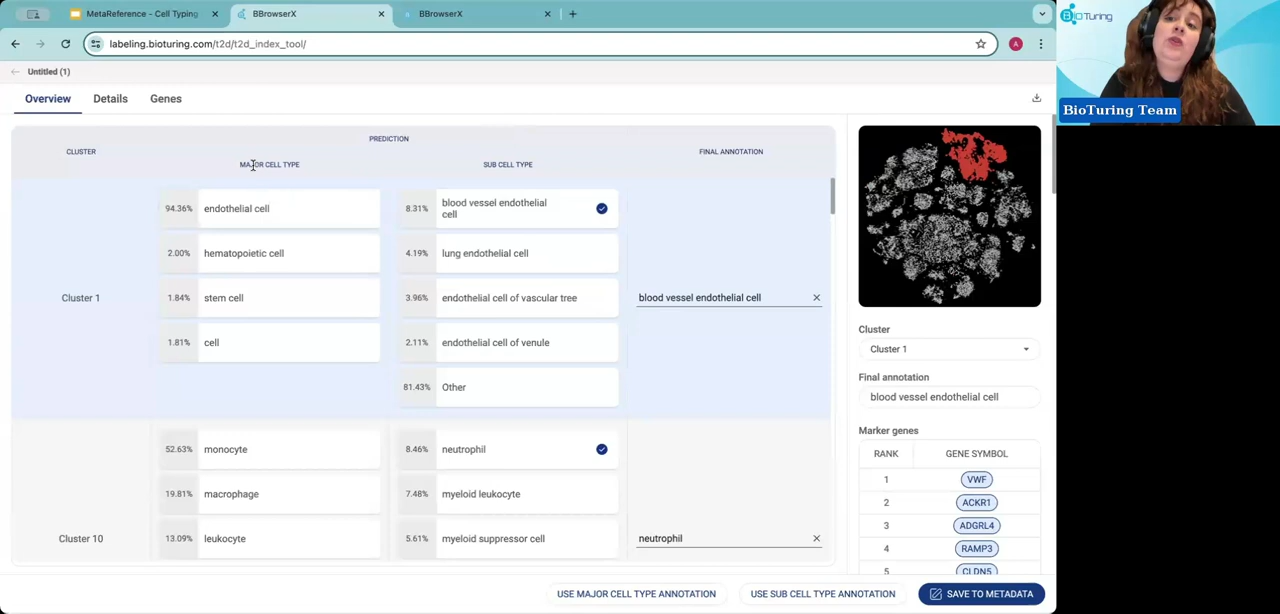 MetaReference - Cell Typing
BBrowserX
BBrowserX
labeling.bioturing.com/t2d/t2d_index_tool/
A
BioTuring
BioTuring Team
Untitled (1)
Overview
Details
Genes
CLUSTER
PREDICTION
MAJOR CELL TYPE
SUB CELL TYPE
FINAL ANNOTATION
Cluster 1
94.36% endothelial cell
2.00% hematopoietic cell
1.84% stem cell
1.81% cell
8.31% blood vessel endothelial
cell
4.19% lung endothelial cell
3.96% endothelial cell of vascular tree
2.11% endothelial cell of venule
81.43% Other
blood vessel endothelial cell
Cluster 10
52.63% monocyte
19.81% macrophage
13.09% leukocyte
8.46% neutrophil
7.48% myeloid leukocyte
5.61% myeloid suppressor cell
neutrophil
Cluster
Cluster 1
Final annotation
blood vessel endothelial cell
Marker genes
RANK GENE SYMBOL
1 VWF
2 ACKR1
3 ADGRL4
4 RAMP3
5 CLDN5
USE MAJOR CELL TYPE ANNOTATION
USE SUB CELL TYPE ANNOTATION
SAVE TO METADATA